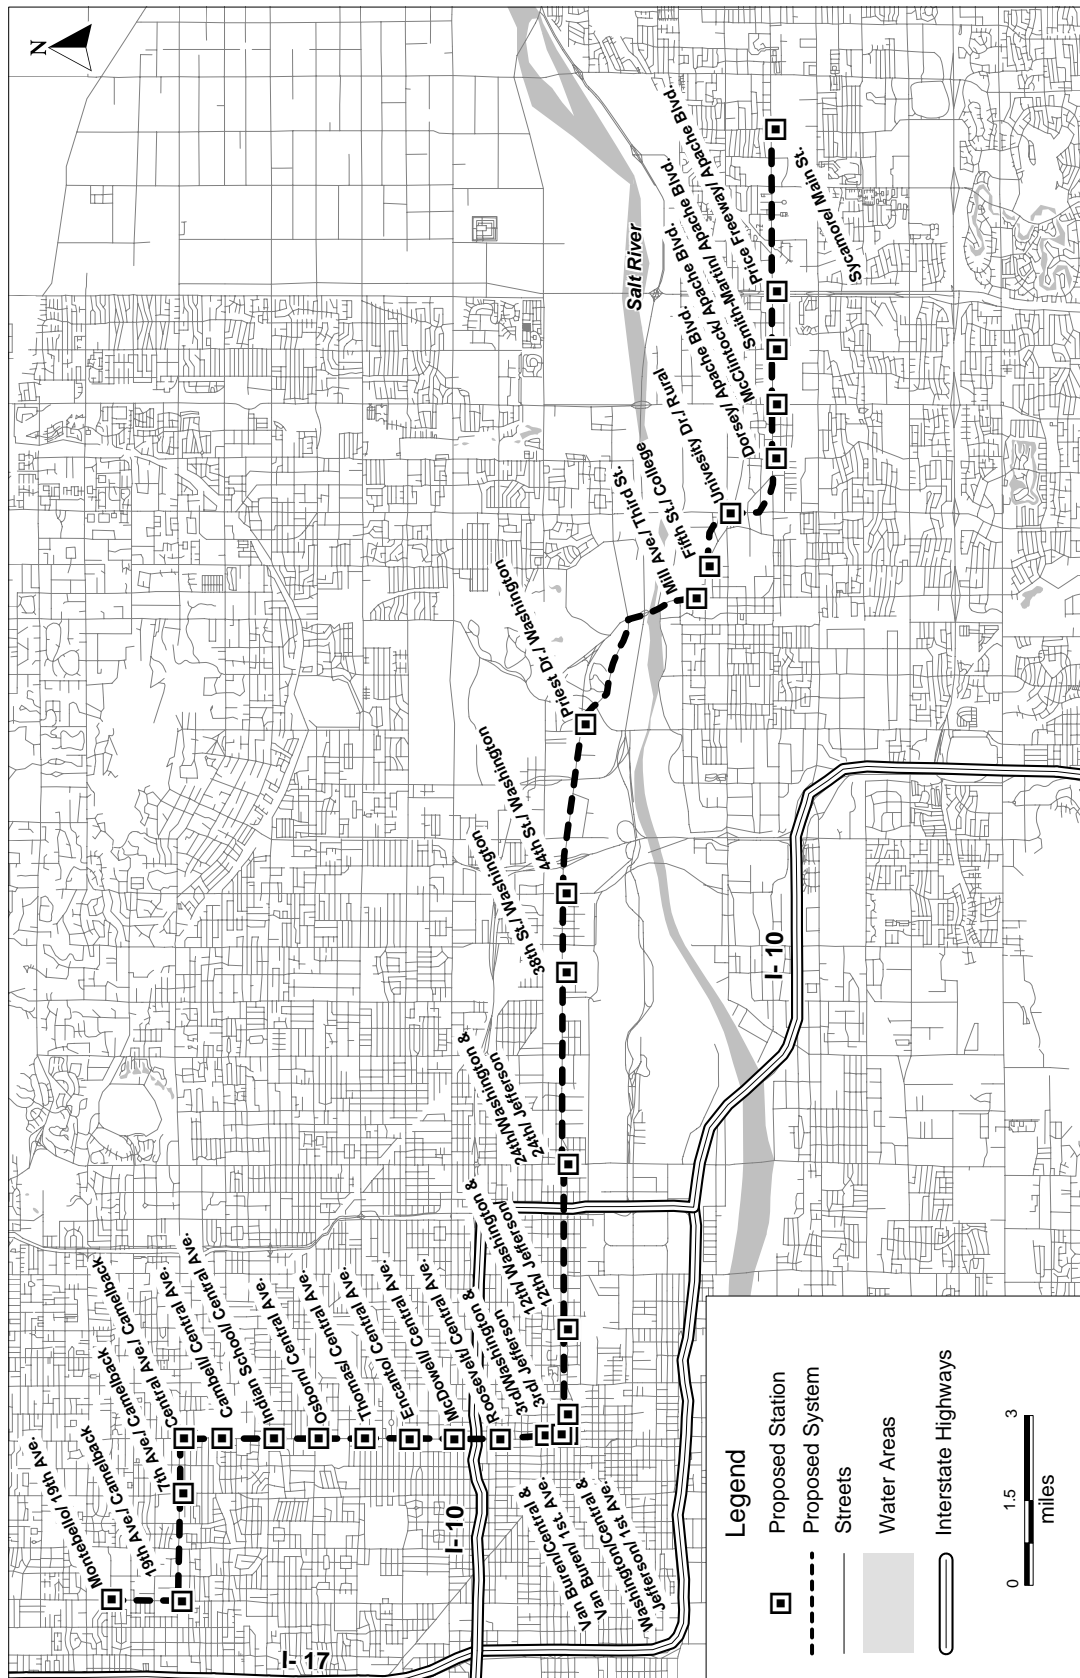 N
Montebello/ 19th Ave.
19th Ave./ Camelback
7th Ave./ Camelback
Central Ave./ Camelback
Cambell/ Central Ave.
Indian School/ Central Ave.
Osborn/ Central Ave.
Thomas/ Central Ave.
Encanto/ Central Ave.
McDowell/ Central Ave.
Roosevelt/ Central Ave.
Van Buren/Central &
Van Buren/ 1st. Ave.
Washington/Central &
Jefferson/ 1st Ave.
3rd/Washington &
3rd/ Jefferson
12th/ Washington &
12th/ Jefferson/
24th/Washington &
24th/ Jefferson
38th St./ Washington
44th St./ Washington
Priest Dr./ Washington
Mill Ave./ Third St.
Fifth St./ College
Univesity Dr./ Rural
Dorsey/ Apache Blvd.
McClintock/ Apache Blvd.
Smith-Martin/ Apache Blvd.
Price Freeway/ Apache Blvd.
Sycamore/ Main St.
Salt River
I- 17
I- 10
I- 10
Legend
Proposed Station
Proposed System
Streets
Water Areas
Interstate Highways
0 1.5 3
miles